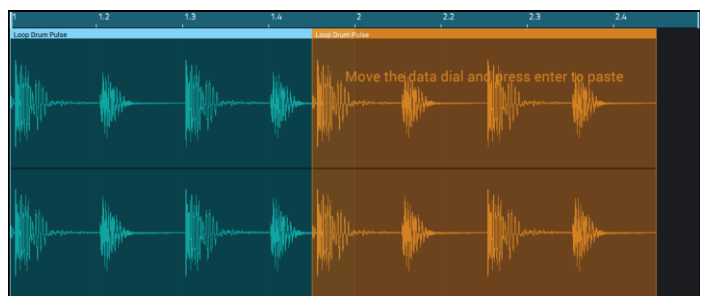 1 1.2 1.3 1.4 2 2.2 2.3 2.4
Loop Drum Pulse Loop Drum Pulse
Move the data dial and press enter to paste